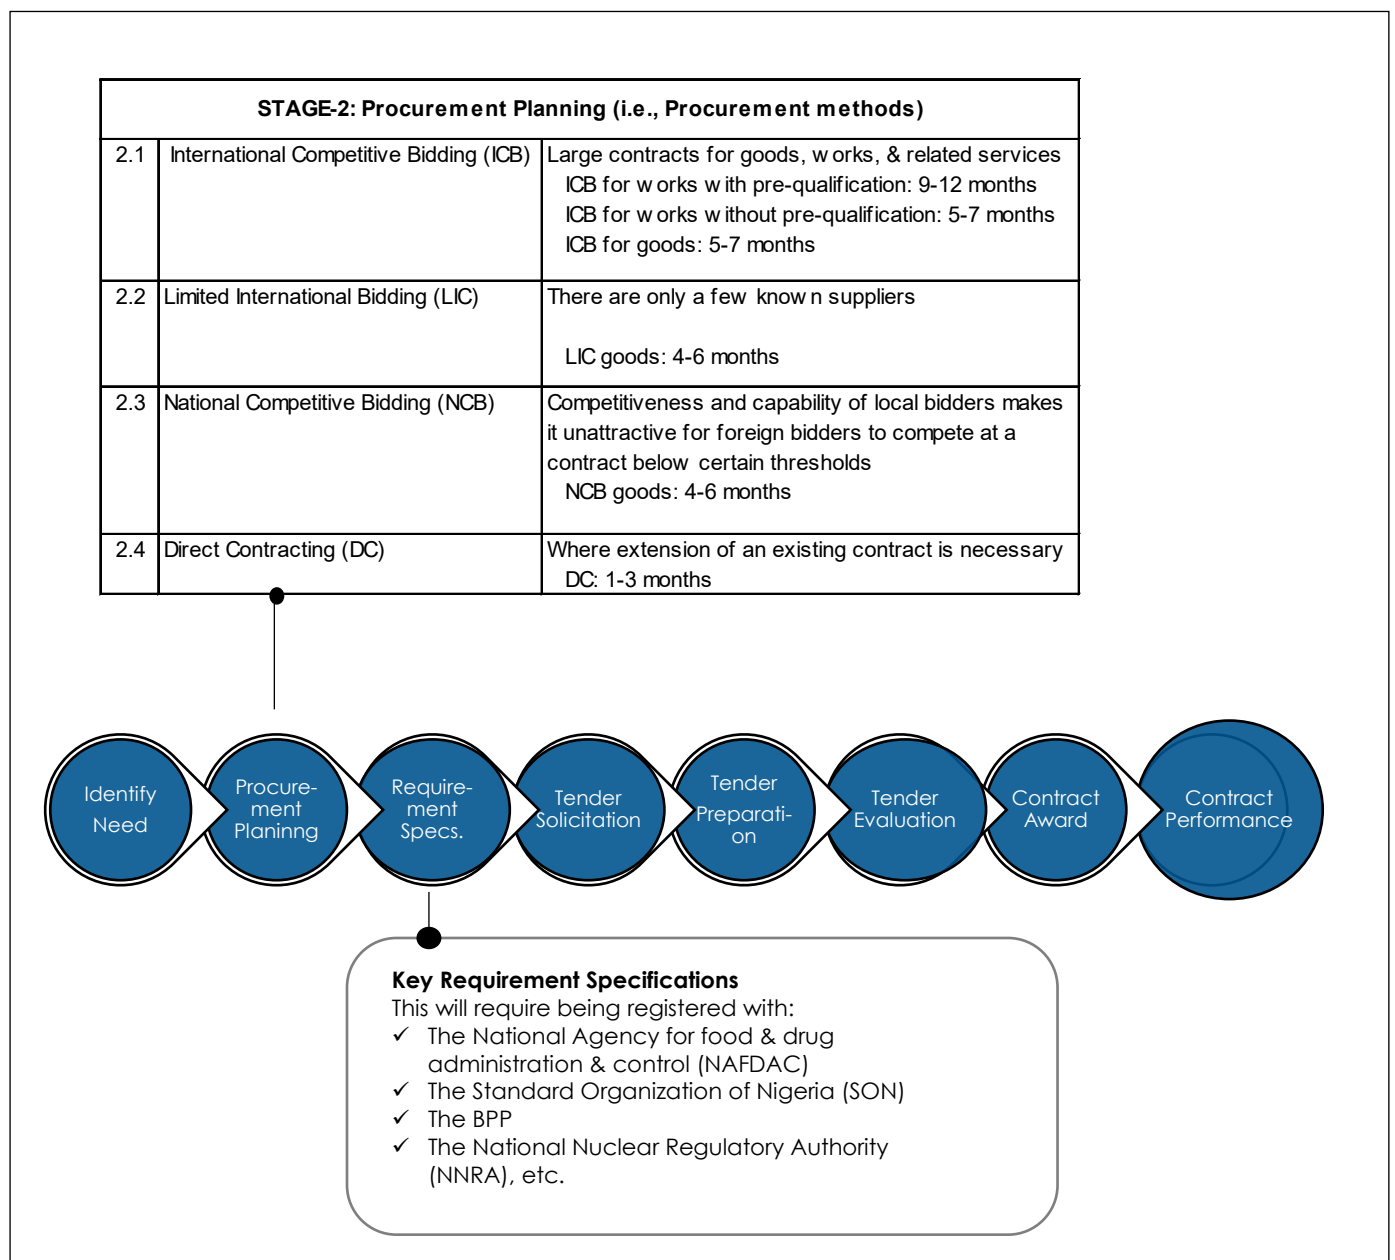 STAGE-2: Procurement Planning (i.e., Procurement methods)
2.1 International Competitive Bidding (ICB) Large contracts for goods, works, & related services
ICB for works with pre-qualification: 9-12 months
ICB for works without pre-qualification: 5-7 months
ICB for goods: 5-7 months
2.2 Limited International Bidding (LIC) There are only a few known suppliers
LIC goods: 4-6 months
2.3 National Competitive Bidding (NCB) Competitiveness and capability of local bidders makes
it unattractive for foreign bidders to compete at a
contract below certain thresholds
NCB goods: 4-6 months
2.4 Direct Contracting (DC) Where extension of an existing contract is necessary
DC: 1-3 months
Identify
Need
Procure-
ment
Planinng
Require-
ment
Specs.
Tender
Solicitation
Tender
Preparati-
on
Tender
Evaluation
Contract
Award
Contract
Performance
Key Requirement Specifications
This will require being registered with:
✓ The National Agency for food & drug
administration & control (NAFDAC)
✓ The Standard Organization of Nigeria (SON)
✓ The BPP
✓ The National Nuclear Regulatory Authority
(NNRA), etc.